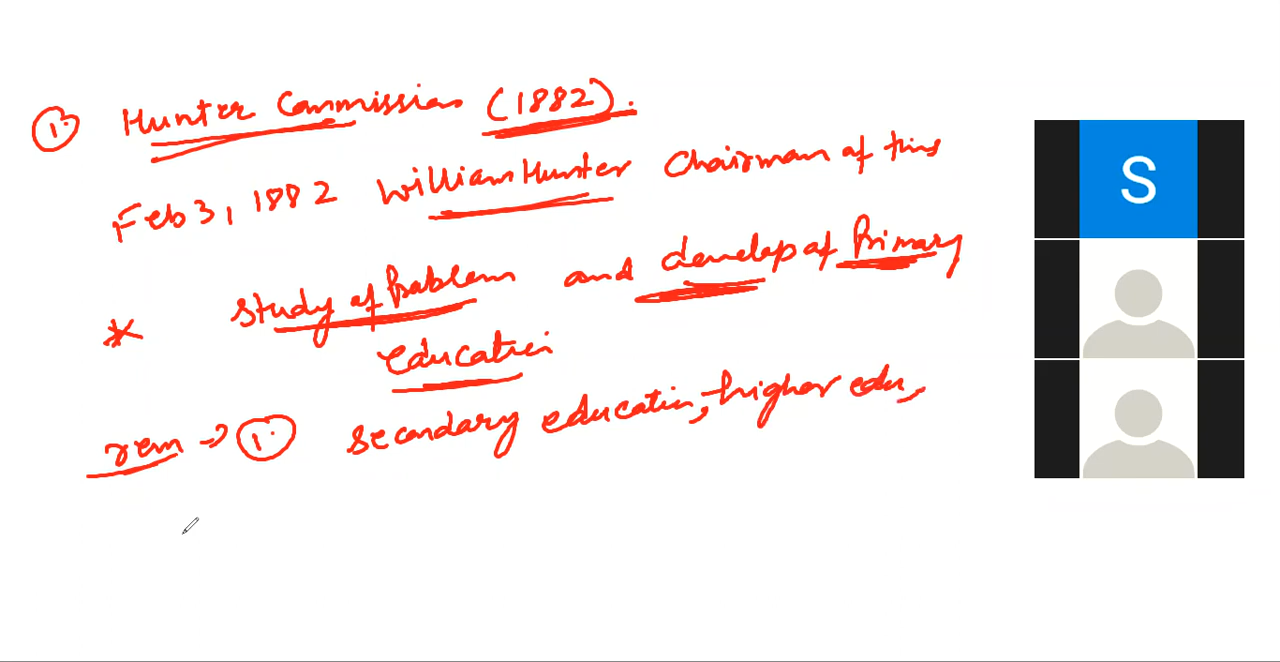 1. Hunter Commission (1882).
Feb 3, 1882 William Hunter Chairman of this
* Study of Problem and develop of Primary
education
rem → 1. Secondary education, higher edu,
S